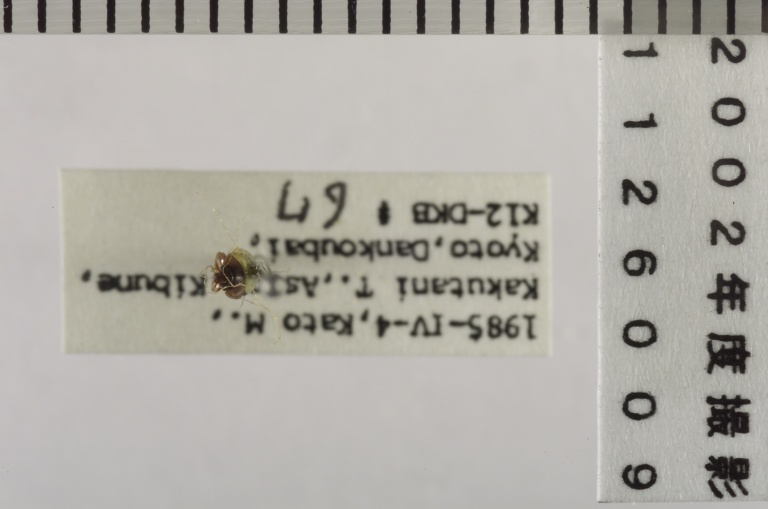 1985-IV-4,Kato M.,
Kakutani T., Kibune,
Kyoto,Dankoubai,
K12-DKB #
2002年度撮影
1126009